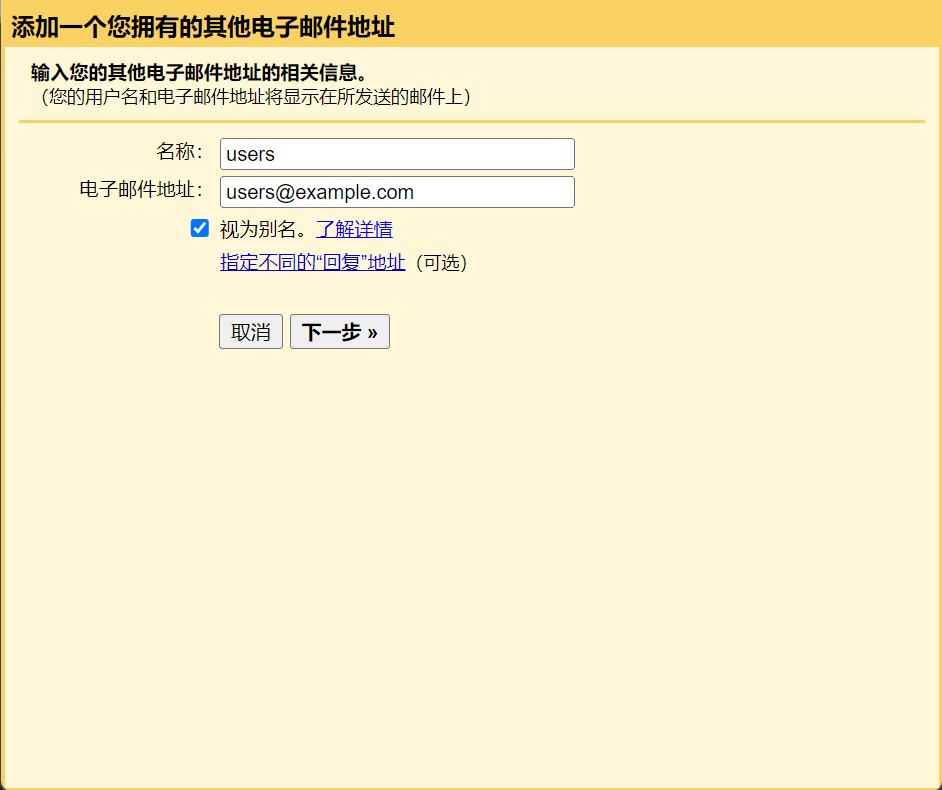 添加一个您拥有的其他电子邮件地址
输入您的其他电子邮件地址的相关信息。
（您的用户名和电子邮件地址将显示在所发送的邮件上）
名称： users
电子邮件地址： users@example.com
视为别名。了解详情
指定不同的“回复”地址（可选）
取消 下一步 »